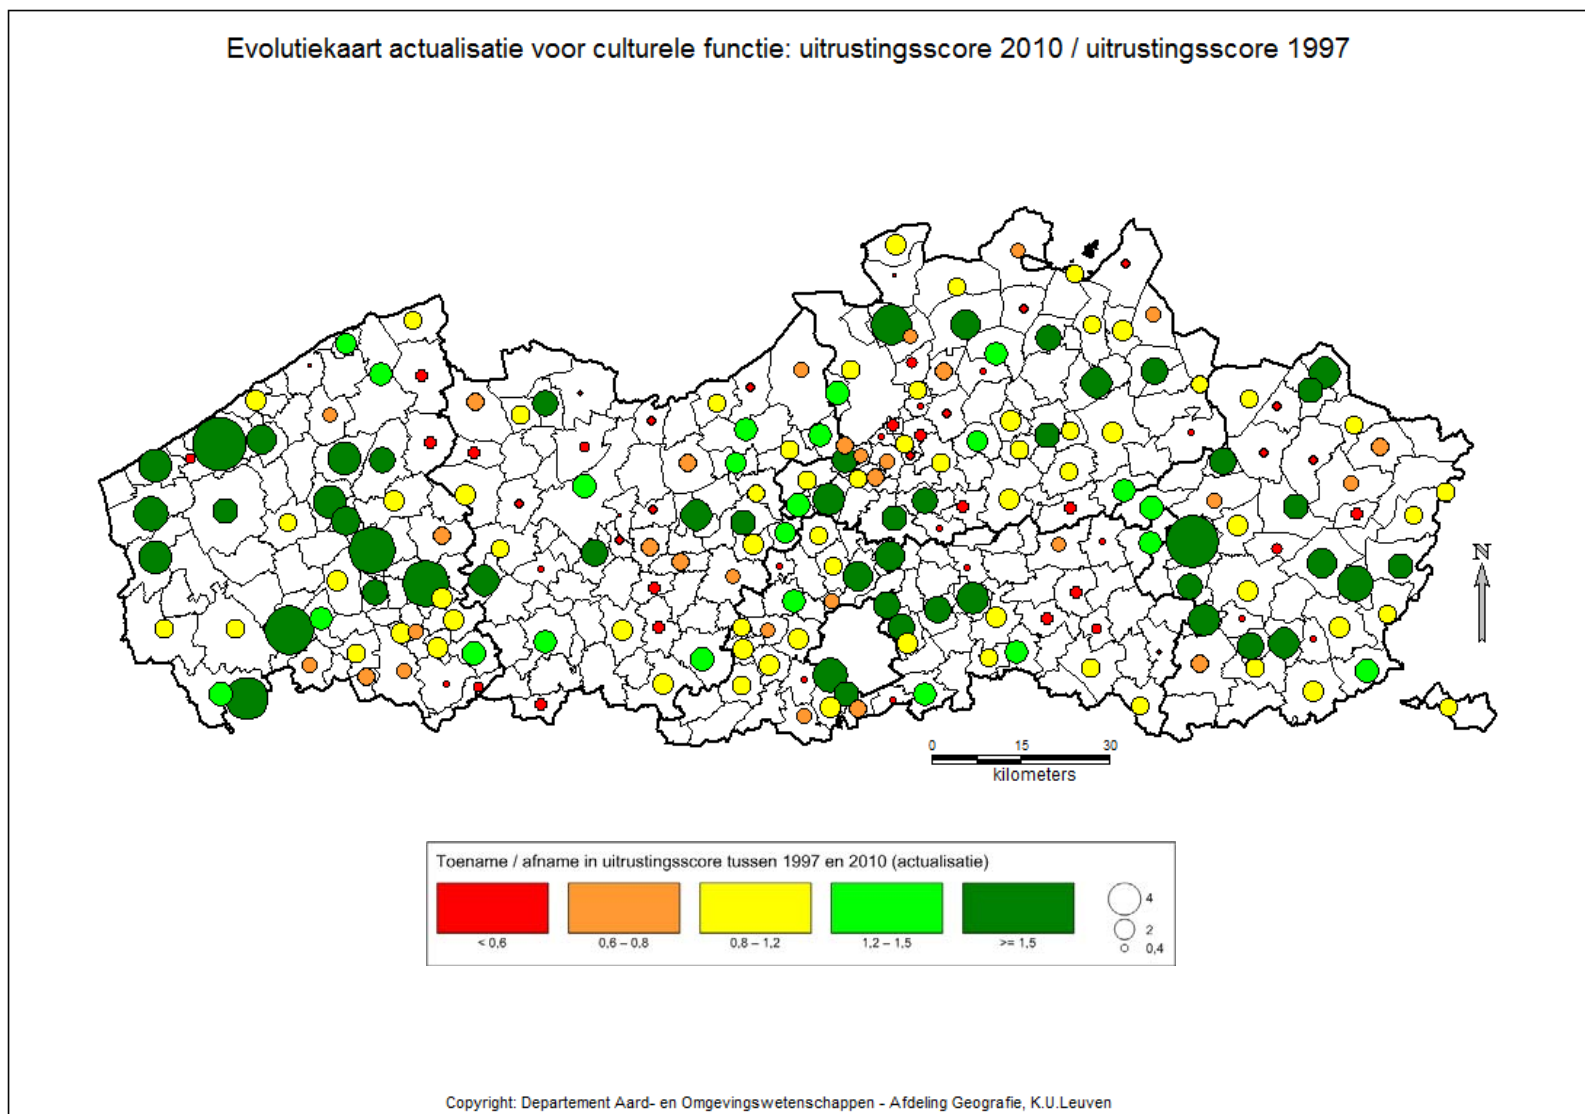 Evolutiekaart actualisatie voor culturele functie: uitrustingsscore 2010 / uitrustingsscore 1997
N
0 15 30
kilometers
Toename / afname in uitrustingsscore tussen 1997 en 2010 (actualisatie)
< 0,6 0,6 – 0,8 0,8 – 1,2 1,2 – 1,5 >= 1,5
4
2
0,4
Copyright: Departement Aard- en Omgevingswetenschappen - Afdeling Geografie, K.U.Leuven